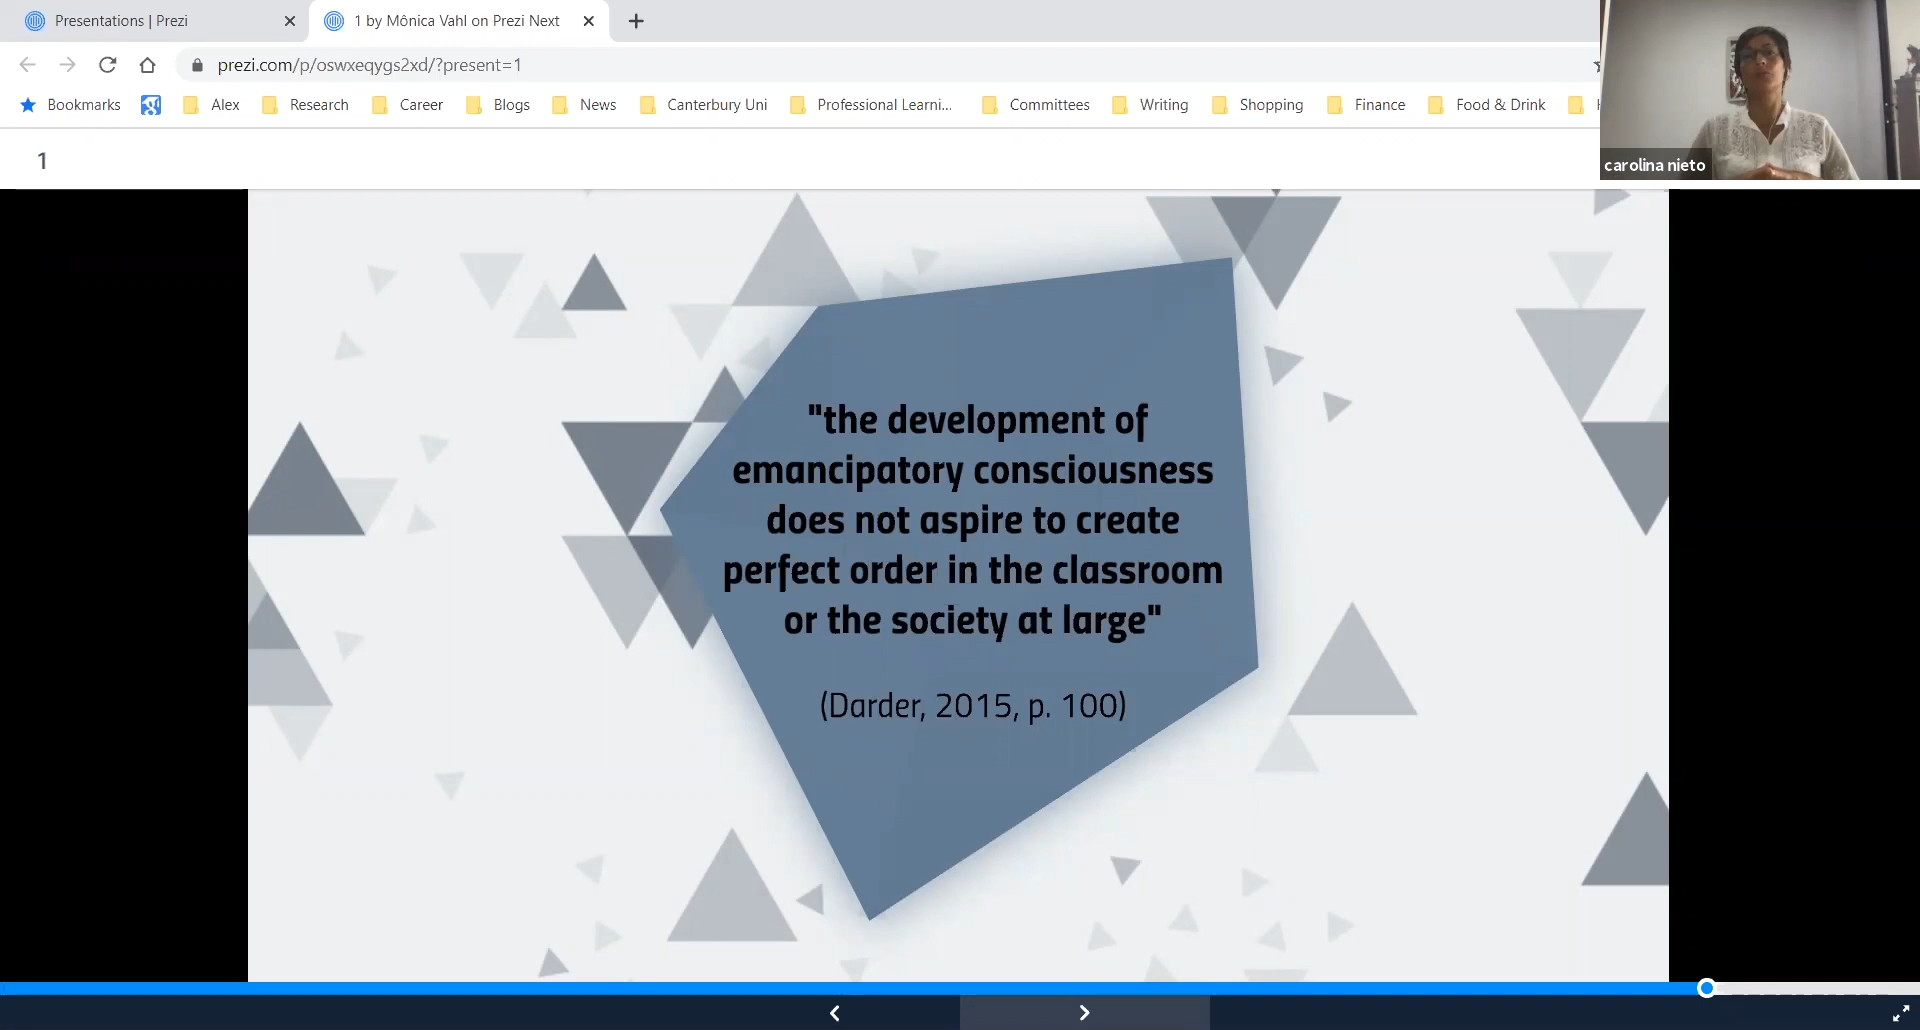 Presentations | Prezi
1 by Mônica Vahl on Prezi Next
prezi.com/p/oswxeqygs2xd/?present=1
Bookmarks Alex Research Career Blogs News Canterbury Uni Professional Learni... Committees Writing Shopping Finance Food & Drink
carolina nieto
1
"the development of
emancipatory consciousness
does not aspire to create
perfect order in the classroom
or the society at large"
(Darder, 2015, p. 100)